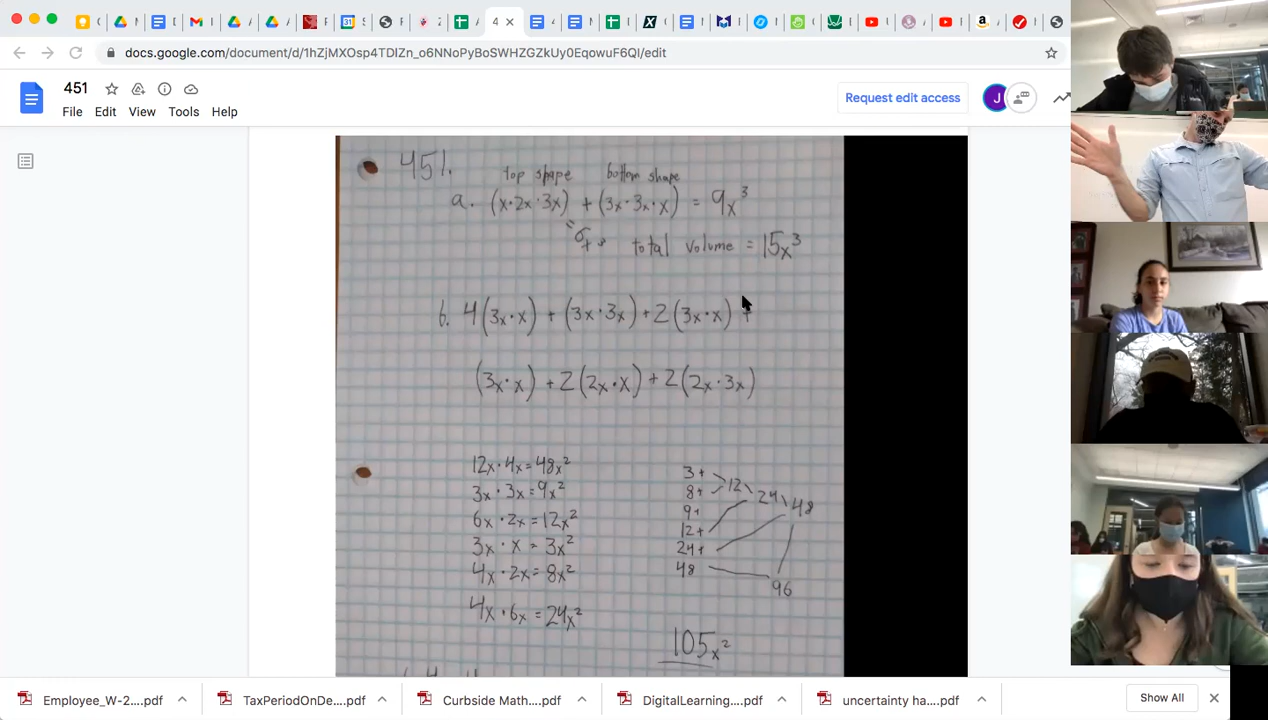 docs.google.com/document/d/1hZjMXOsp4TDIZn_o6NNoPyBoSWHZGZkUy0EqowuF6QI/edit
451
Request edit access
J
File Edit View Tools Help
451.
top shape bottom shape
a. (x·2x·3x) + (3x·3x·x) = 9x³
= 6x³ total volume = 15x³
b. 4(3x·x) + (3x·3x) + 2(3x·x) +
(3x·x) + 2(2x·x) + 2(2x·3x)
12x·4x = 48x²
3x·3x = 9x²
6x·2x = 12x²
3x·x = 3x²
4x·2x = 8x²
4x·6x = 24x²
3+
8+ 12 24 48
9+
12+
24+
48
96
105x²
Employee_W-2....pdf TaxPeriodOnDe....pdf Curbside Math....pdf DigitalLearning....pdf uncertainty ha....pdf Show All